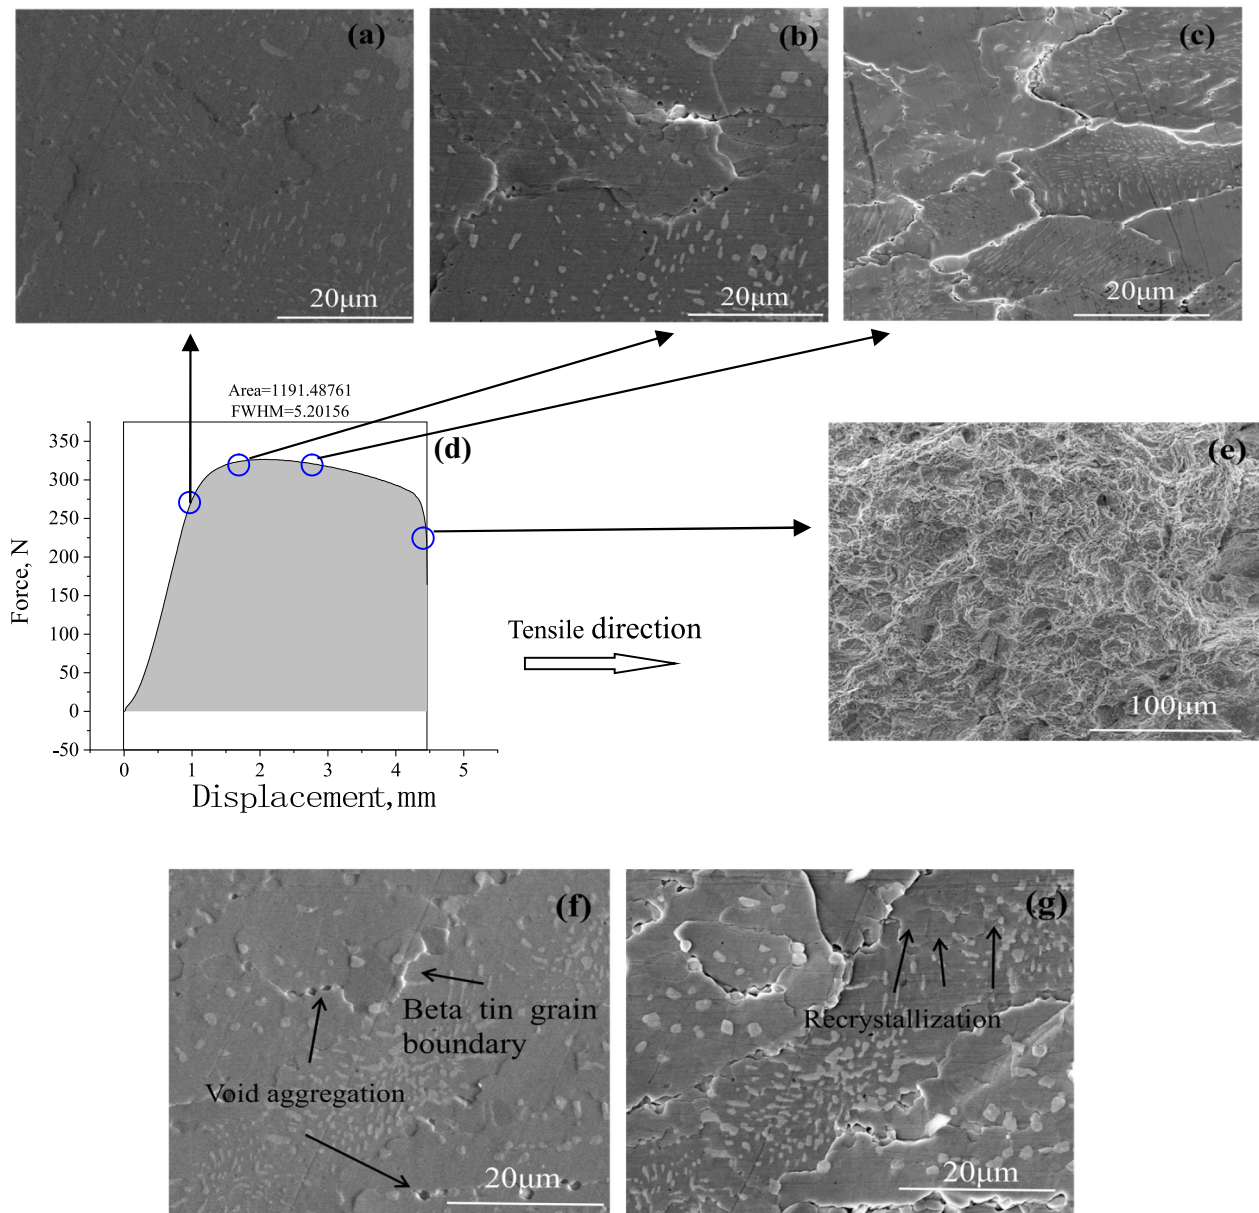 (a)
(b)
(c)
20μm
20μm
20μm
Area=1191.48761
FWHM=5.20156
(d)
(e)
350
300
250
200
150
100
50
0
-50
Force, N
0 1 2 3 4 5
Displacement,mm
Tensile direction
100μm
(f)
(g)
Beta tin grain
boundary
Void aggregation
Recrystallization
20μm
20μm